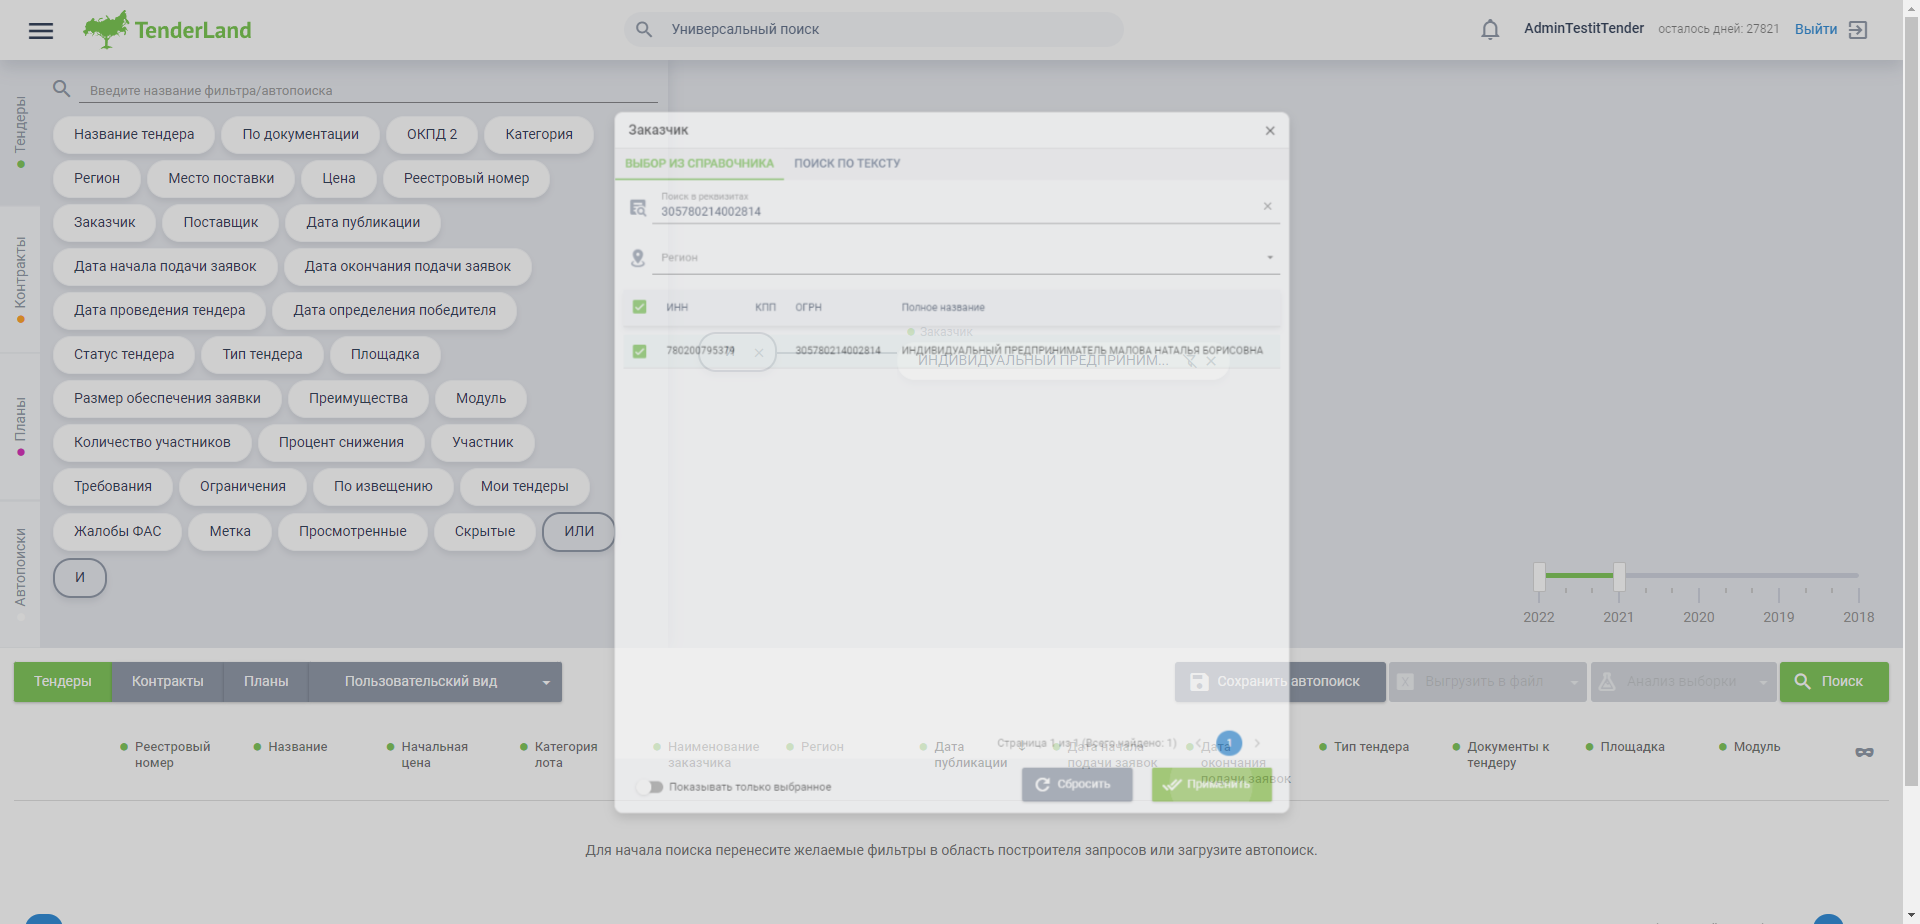 TenderLand
Универсальный поиск
AdminTestitTender
осталось дней: 27821
Выйти
Тендеры
Контракты
Планы
Автопоиски
Введите название фильтра/автопоиска
Название тендера
По документации
ОКПД 2
Категория
Регион
Место поставки
Цена
Реестровый номер
Заказчик
Поставщик
Дата публикации
Дата начала подачи заявок
Дата окончания подачи заявок
Дата проведения тендера
Дата определения победителя
Статус тендера
Тип тендера
Площадка
Размер обеспечения заявки
Преимущества
Модуль
Количество участников
Процент снижения
Участник
Требования
Ограничения
По извещению
Мои тендеры
Жалобы ФАС
Метка
Просмотренные
Скрытые
ИЛИ
И
Заказчик
ВЫБОР ИЗ СПРАВОЧНИКА
ПОИСК ПО ТЕКСТУ
Поиск в реквизитах
305780214002814
Регион
ИНН
КПП
ОГРН
Полное название
Заказчик
780200795379
305780214002814
ИНДИВИДУАЛЬНЫЙ ПРЕДПРИНИМАТЕЛЬ МАЛОВА НАТАЛЬЯ БОРИСОВНА
И
ИНДИВИДУАЛЬНЫЙ ПРЕДПРИНИМ...
Страница 1 из 1 (Всего найдено: 1)
1
Показывать только выбранное
Сбросить
Применить
2022
2021
2020
2019
2018
Тендеры
Контракты
Планы
Пользовательский вид
Сохранить автопоиск
Выгрузить в файл
Анализ выборки
Поиск
Реестровый
номер
Название
Начальная
цена
Категория
лота
Наименование
заказчика
Регион
Дата
публикации
Дата начала
подачи заявок
Дата
окончания
подачи заявок
Тип тендера
Документы к
тендеру
Площадка
Модуль
Для начала поиска перенесите желаемые фильтры в область построителя запросов или загрузите автопоиск.